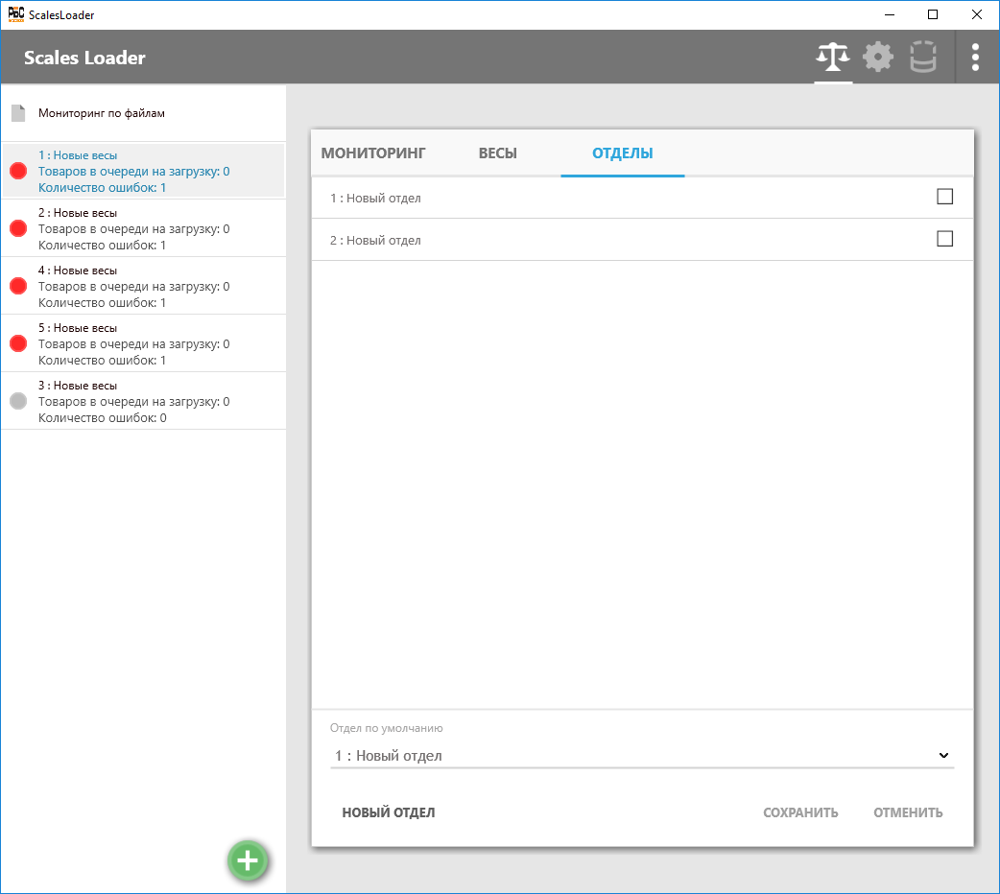 ScalesLoader
Scales Loader
Мониторинг по файлам
1 : Новые весы
Товаров в очереди на загрузку: 0
Количество ошибок: 1
2 : Новые весы
Товаров в очереди на загрузку: 0
Количество ошибок: 1
4 : Новые весы
Товаров в очереди на загрузку: 0
Количество ошибок: 1
5 : Новые весы
Товаров в очереди на загрузку: 0
Количество ошибок: 1
3 : Новые весы
Товаров в очереди на загрузку: 0
Количество ошибок: 0
МОНИТОРИНГ ВЕСЫ ОТДЕЛЫ
1 : Новый отдел
2 : Новый отдел
Отдел по умолчанию
1 : Новый отдел
НОВЫЙ ОТДЕЛ СОХРАНИТЬ ОТМЕНИТЬ